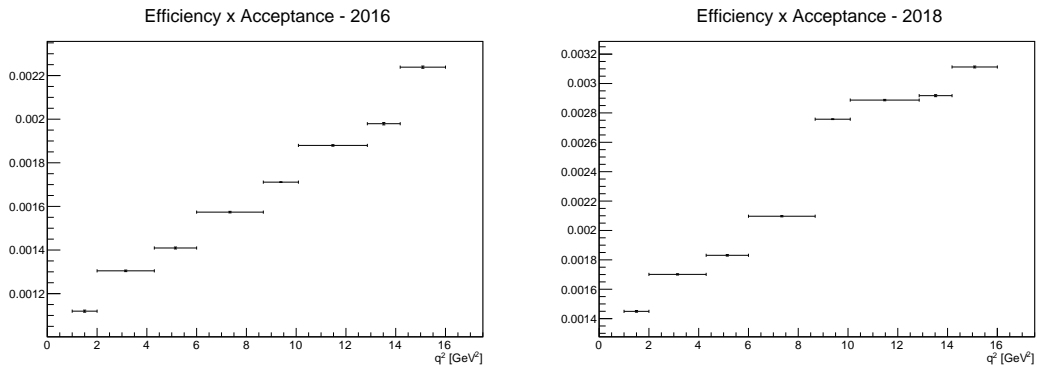 Efficiency x Acceptance - 2016
0.0022
0.002
0.0018
0.0016
0.0014
0.0012
0 2 4 6 8 10 12 14 16
q² [GeV²]
Efficiency x Acceptance - 2018
0.0032
0.003
0.0028
0.0026
0.0024
0.0022
0.002
0.0018
0.0016
0.0014
0 2 4 6 8 10 12 14 16
q² [GeV²]